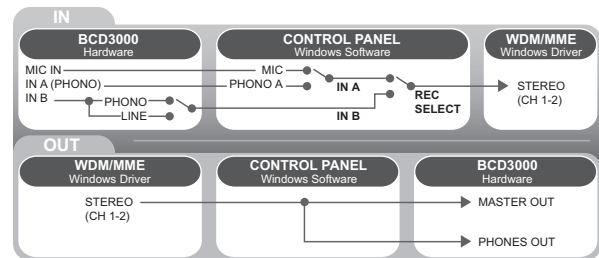 IN
BCD3000
Hardware
CONTROL PANEL
Windows Software
WDM/MME
Windows Driver
MIC IN
MIC
IN A (PHONO)
PHONO A
IN A
IN B
PHONO
LINE
IN B
REC
SELECT
STEREO
(CH 1-2)
OUT
WDM/MME
Windows Driver
CONTROL PANEL
Windows Software
BCD3000
Hardware
STEREO
(CH 1-2)
MASTER OUT
PHONES OUT